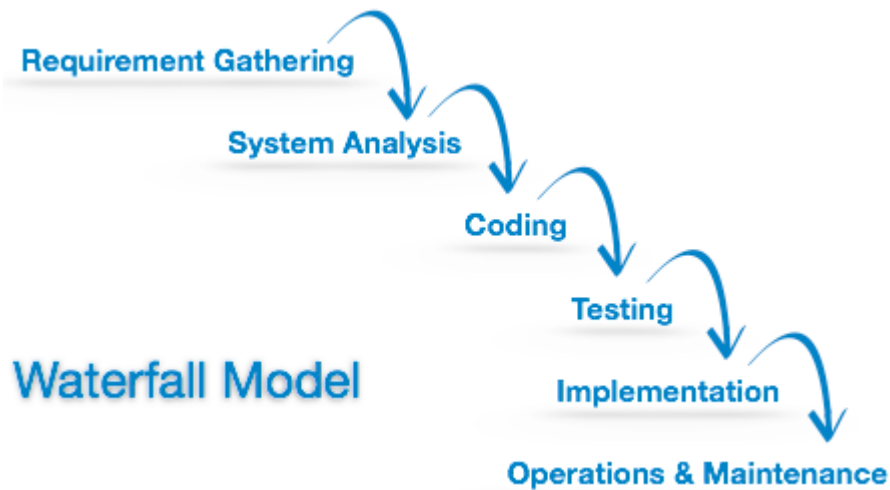 Requirement Gathering
System Analysis
Coding
Testing
Waterfall Model
Implementation
Operations & Maintenance